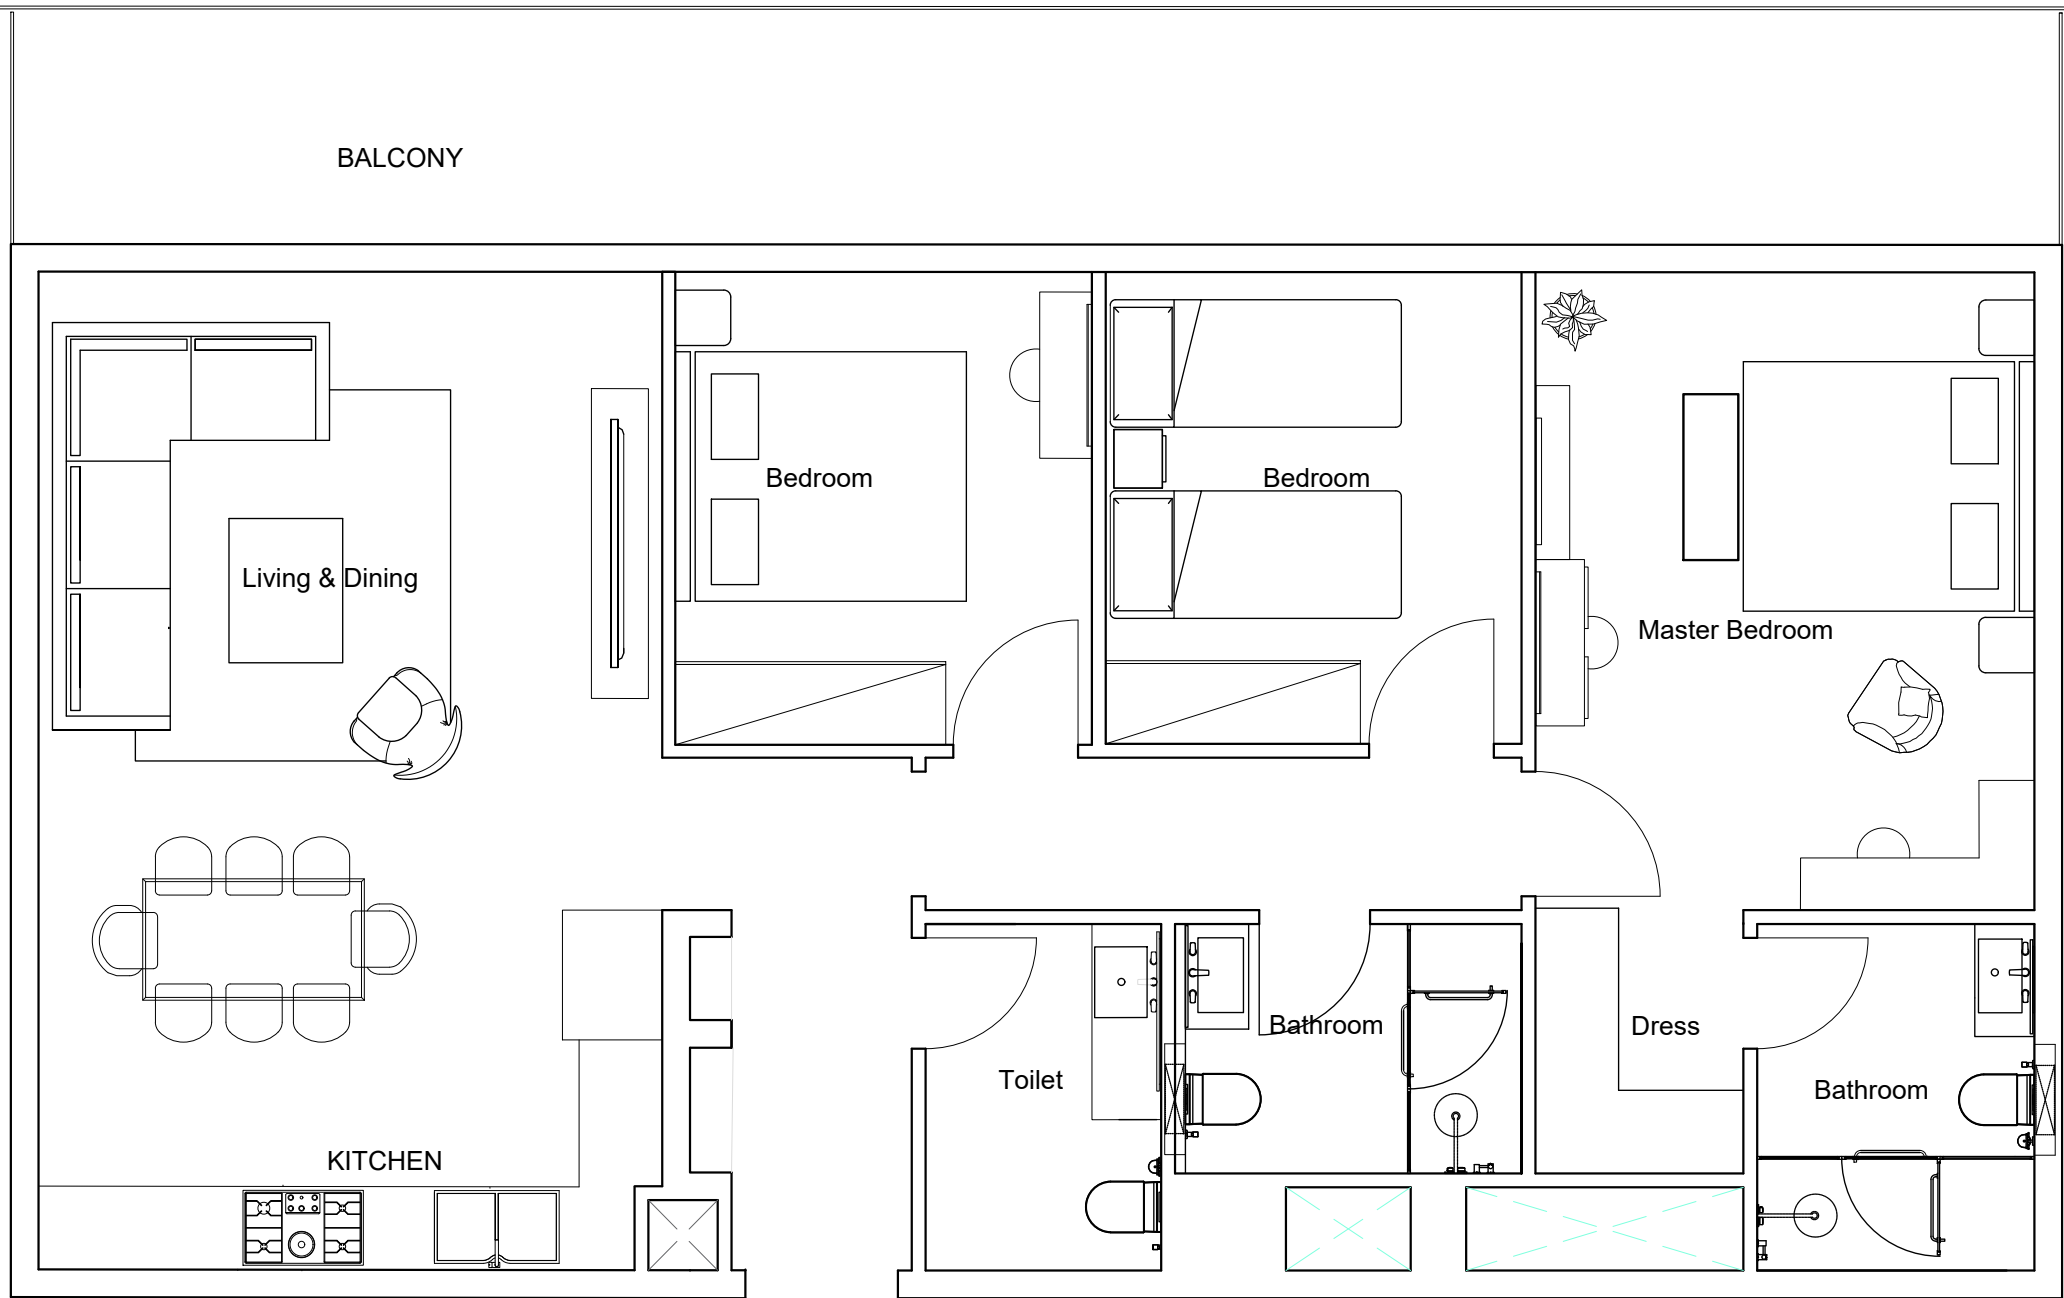 BALCONY
Bedroom
Bedroom
Living & Dining
Master Bedroom
Bathroom
Dress
Toilet
Bathroom
KITCHEN